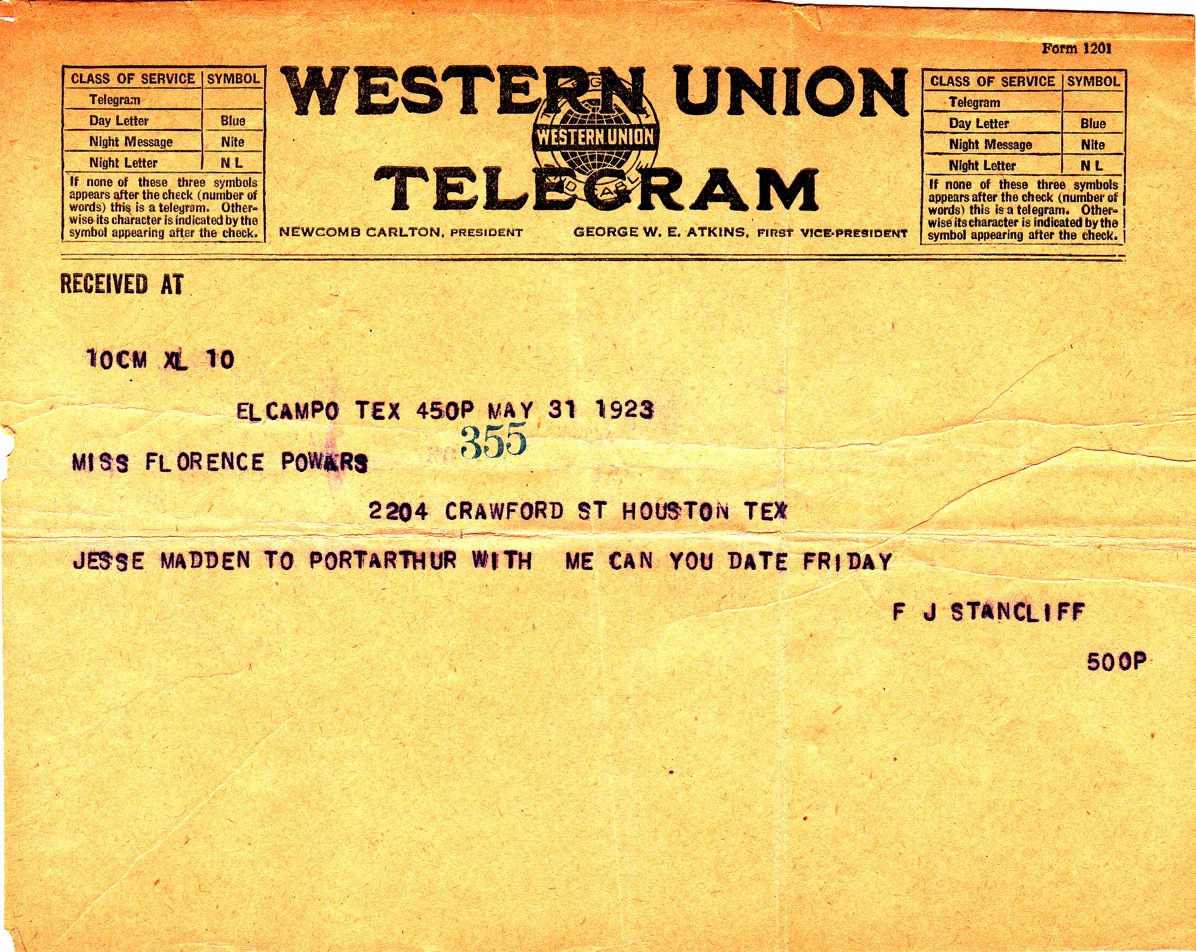 Form 1201
CLASS OF SERVICE SYMBOL
Telegram
Day Letter Blue
Night Message Nite
Night Letter N L
If none of these three symbols
appears after the check (number of
words) this is a telegram. Other-
wise its character is indicated by the
symbol appearing after the check.
WESTERN UNION
WESTERN UNION
TELEGRAM
NEWCOMB CARLTON, PRESIDENT GEORGE W. E. ATKINS, FIRST VICE-PRESIDENT
CLASS OF SERVICE SYMBOL
Telegram
Day Letter Blue
Night Message Nite
Night Letter N L
If none of these three symbols
appears after the check (number of
words) this is a telegram. Other-
wise its character is indicated by the
symbol appearing after the check.
RECEIVED AT
10CM XL 10
ELCAMPO TEX 450P MAY 31 1923
355
MISS FLORENCE POWARS
2204 CRAWFORD ST HOUSTON TEX
JESSE MADDEN TO PORTARTHUR WITH ME CAN YOU DATE FRIDAY
F J STANCLIFF
500P